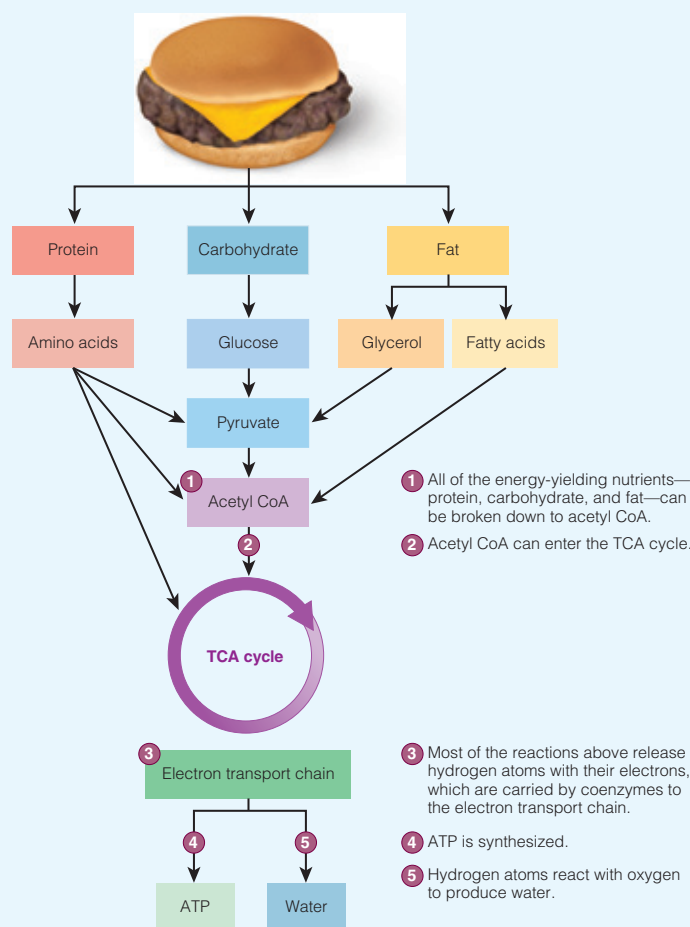 Protein
Carbohydrate
Fat
Amino acids
Glucose
Glycerol
Fatty acids
Pyruvate
1
Acetyl CoA
2
TCA cycle
3
Electron transport chain
4
5
ATP
Water
1 All of the energy-yielding nutrients—
protein, carbohydrate, and fat—can
be broken down to acetyl CoA.
2 Acetyl CoA can enter the TCA cycle.
3 Most of the reactions above release
hydrogen atoms with their electrons,
which are carried by coenzymes to
the electron transport chain.
4 ATP is synthesized.
5 Hydrogen atoms react with oxygen
to produce water.